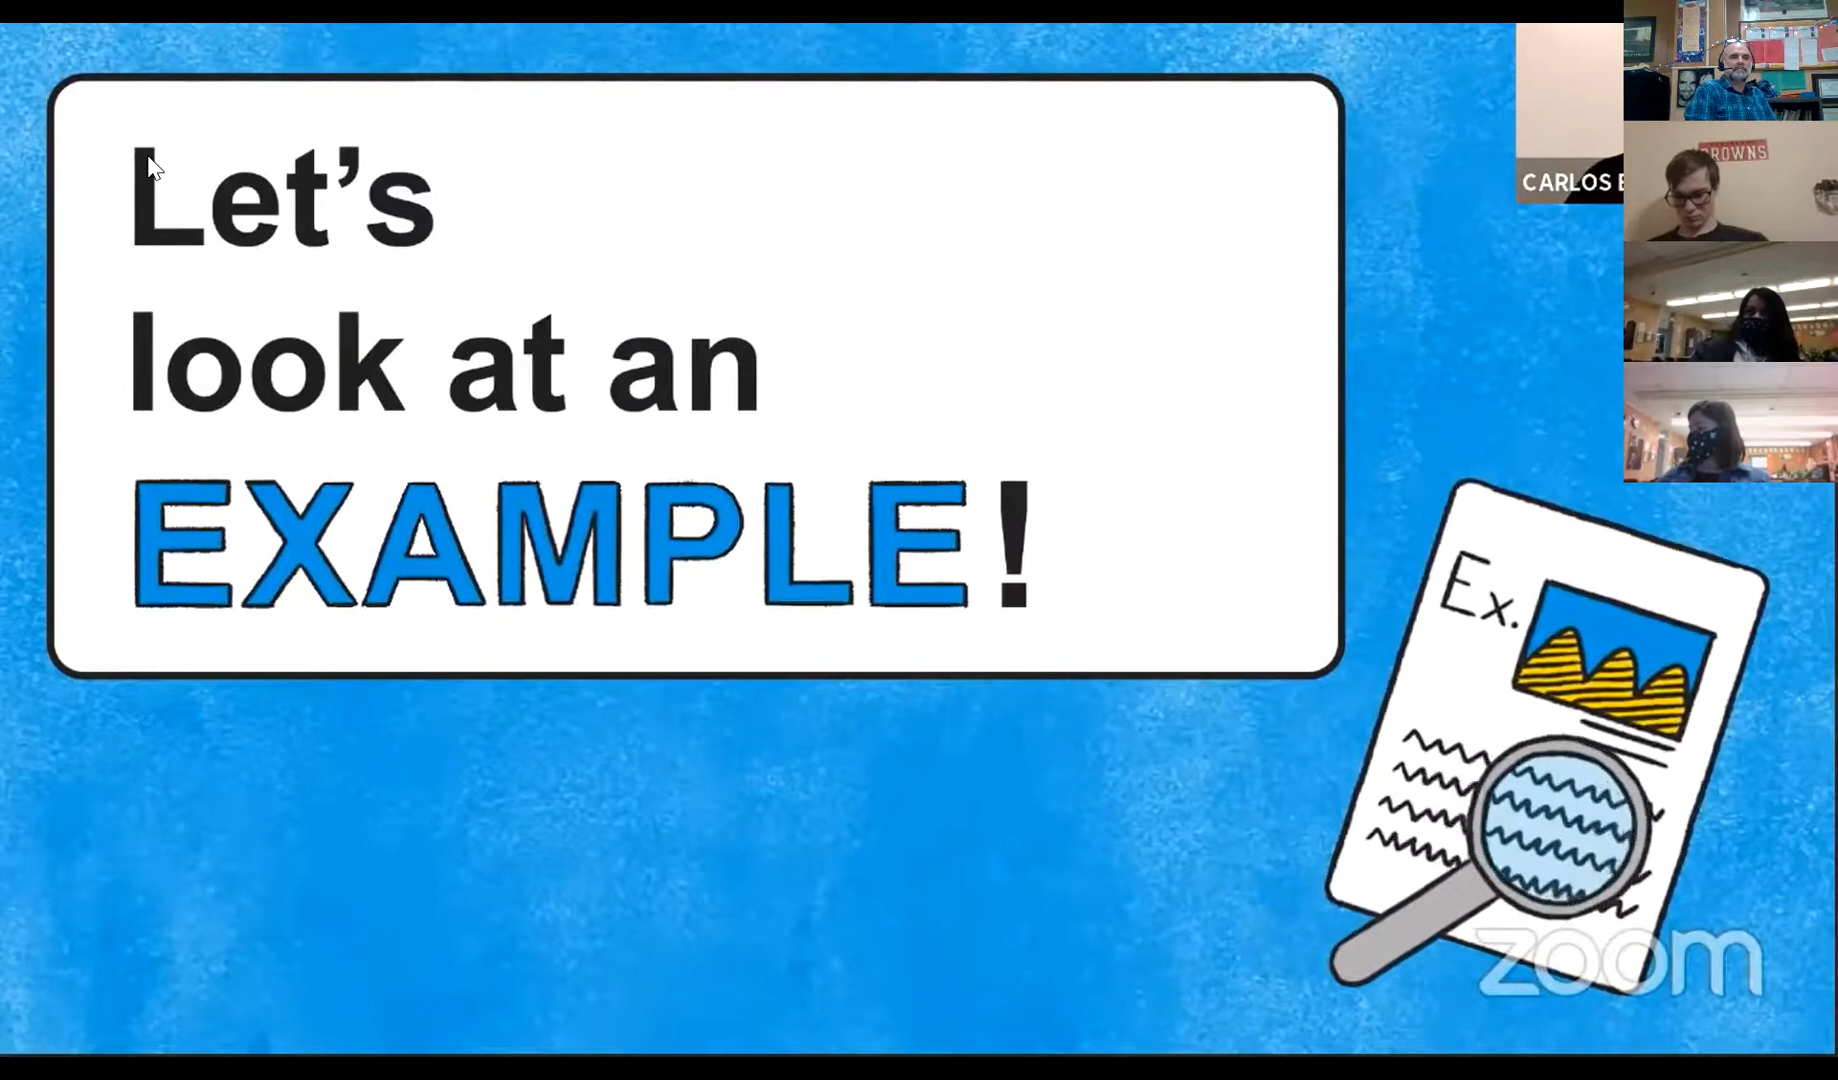 Let’s
look at an
EXAMPLE!
CARLOS
BROWNS
Ex.
zoom